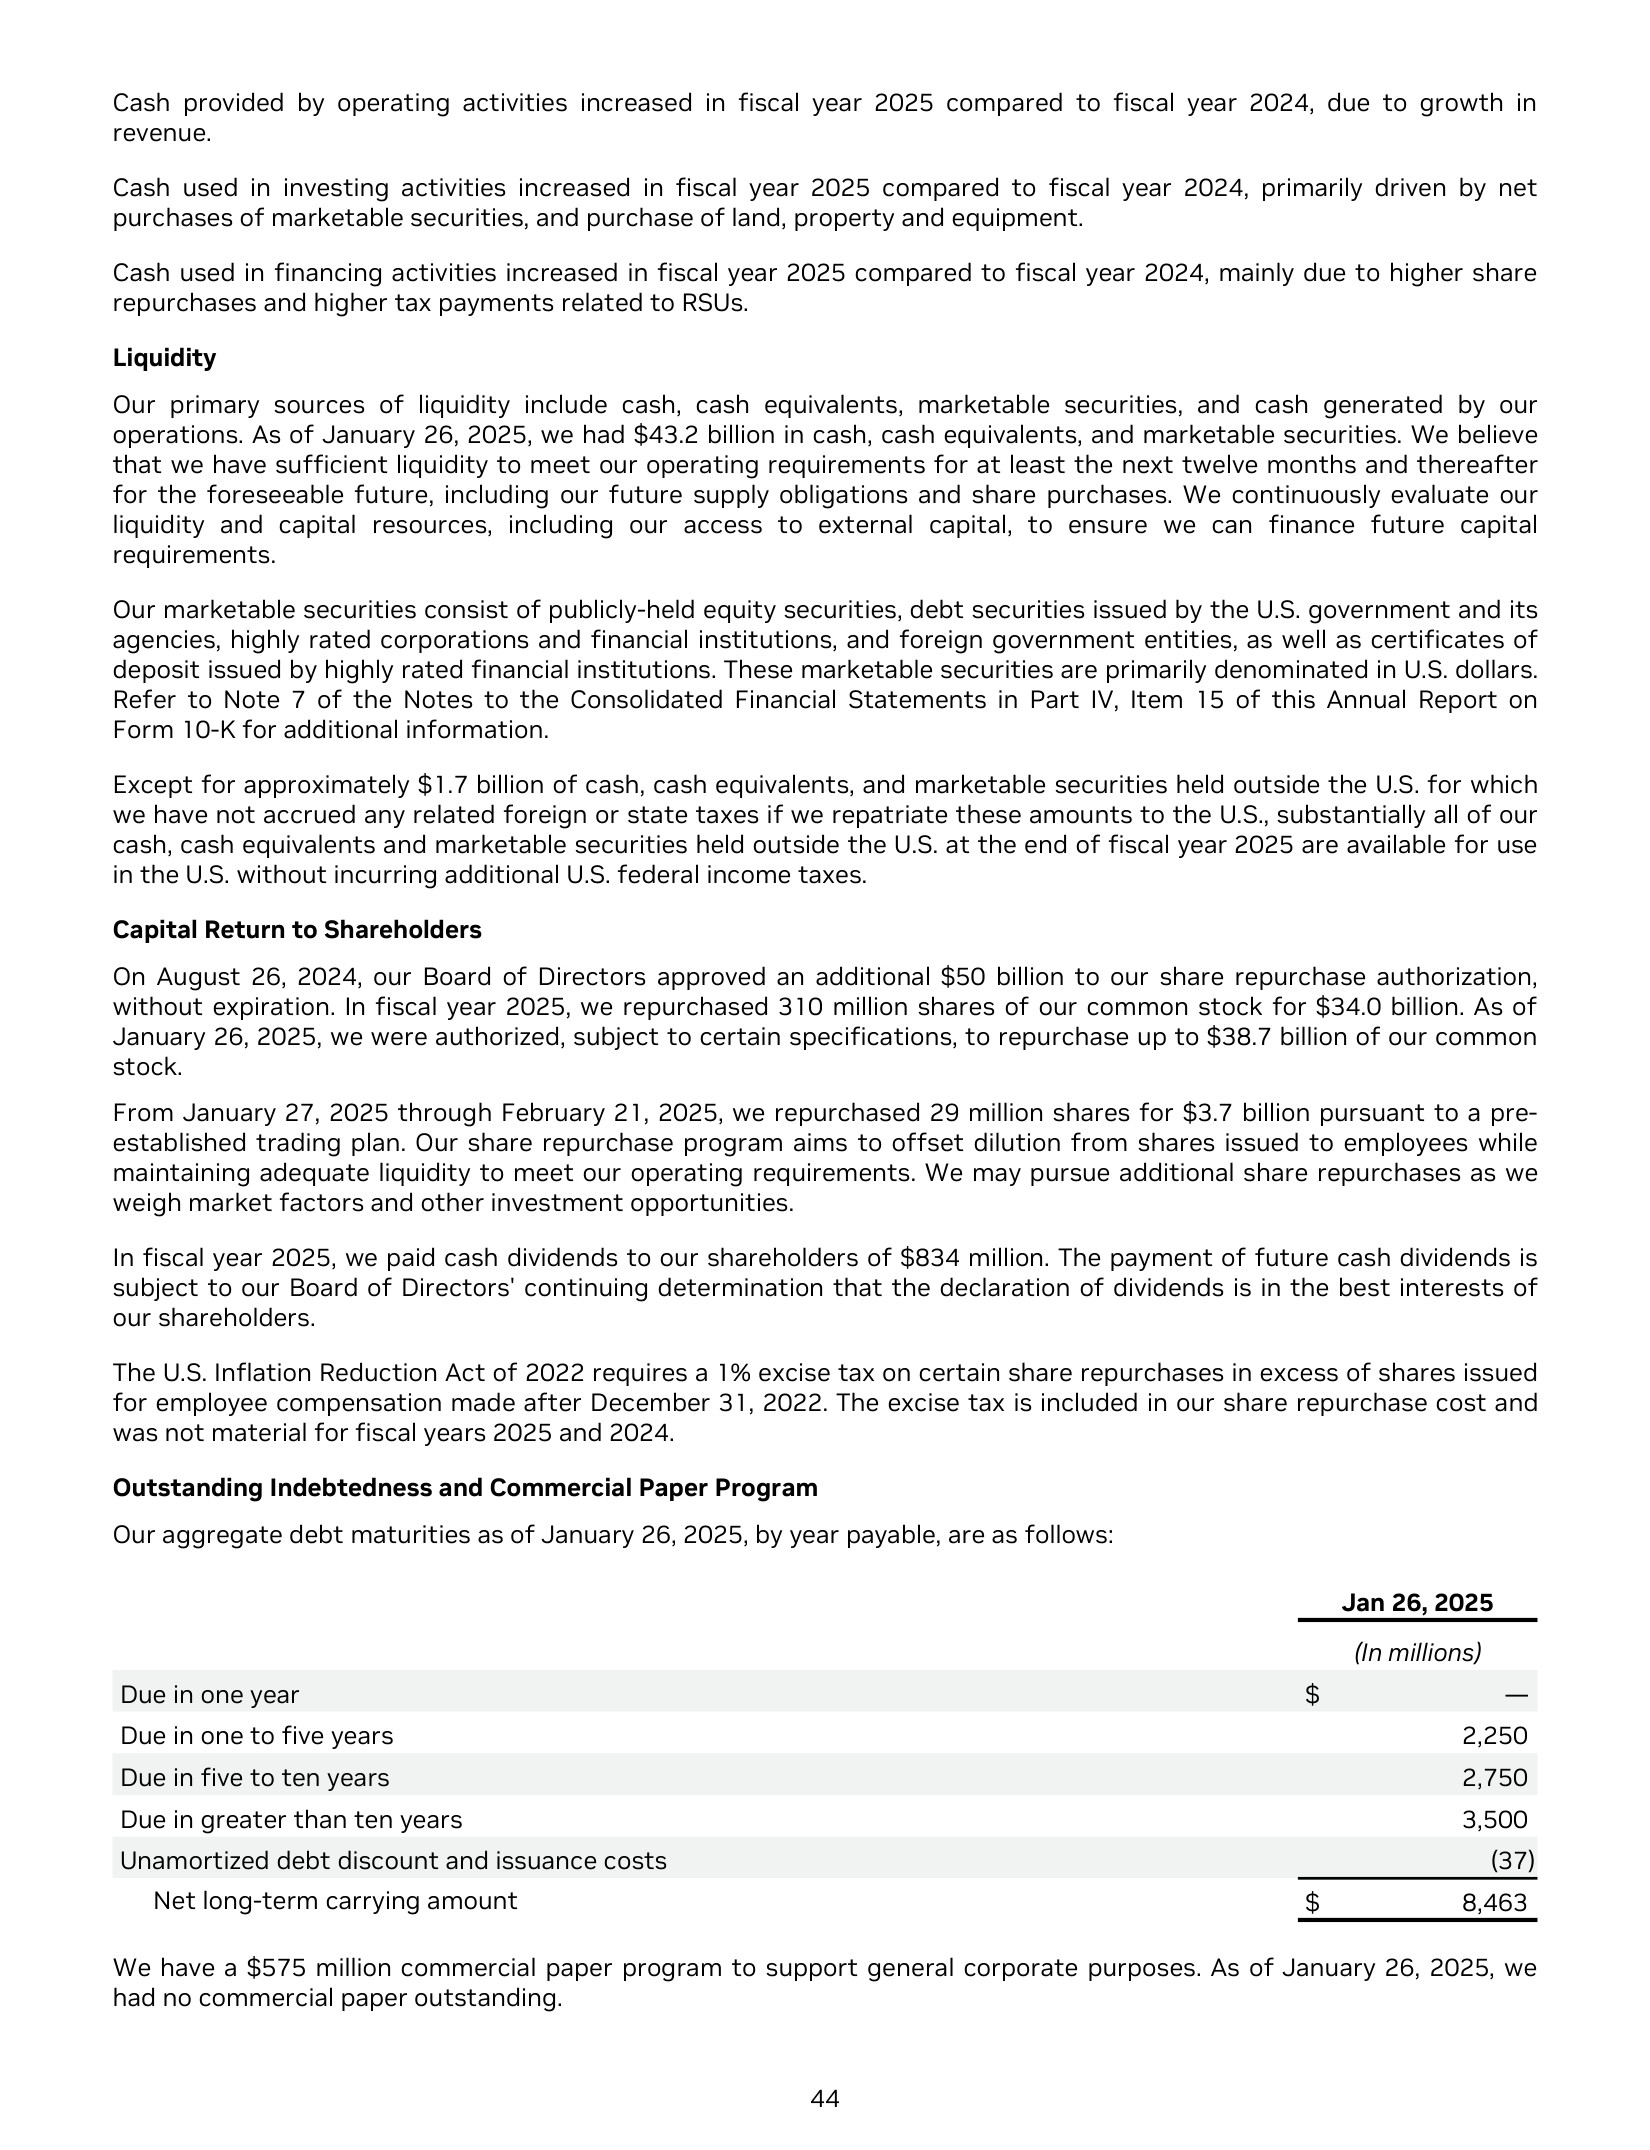 Cash provided by operating activities increased in fiscal year 2025 compared to fiscal year 2024, due to growth in
revenue.
Cash used in investing activities increased in fiscal year 2025 compared to fiscal year 2024, primarily driven by net
purchases of marketable securities, and purchase of land, property and equipment.
Cash used in financing activities increased in fiscal year 2025 compared to fiscal year 2024, mainly due to higher share
repurchases and higher tax payments related to RSUs.
Liquidity
Our primary sources of liquidity include cash, cash equivalents, marketable securities, and cash generated by our
operations. As of January 26, 2025, we had $43.2 billion in cash, cash equivalents, and marketable securities. We believe
that we have sufficient liquidity to meet our operating requirements for at least the next twelve months and thereafter
for the foreseeable future, including our future supply obligations and share purchases. We continuously evaluate our
liquidity and capital resources, including our access to external capital, to ensure we can finance future capital
requirements.
Our marketable securities consist of publicly-held equity securities, debt securities issued by the U.S. government and its
agencies, highly rated corporations and financial institutions, and foreign government entities, as well as certificates of
deposit issued by highly rated financial institutions. These marketable securities are primarily denominated in U.S. dollars.
Refer to Note 7 of the Notes to the Consolidated Financial Statements in Part IV, Item 15 of this Annual Report on
Form 10-K for additional information.
Except for approximately $1.7 billion of cash, cash equivalents, and marketable securities held outside the U.S. for which
we have not accrued any related foreign or state taxes if we repatriate these amounts to the U.S., substantially all of our
cash, cash equivalents and marketable securities held outside the U.S. at the end of fiscal year 2025 are available for use
in the U.S. without incurring additional U.S. federal income taxes.
Capital Return to Shareholders
On August 26, 2024, our Board of Directors approved an additional $50 billion to our share repurchase authorization,
without expiration. In fiscal year 2025, we repurchased 310 million shares of our common stock for $34.0 billion. As of
January 26, 2025, we were authorized, subject to certain specifications, to repurchase up to $38.7 billion of our common
stock.
From January 27, 2025 through February 21, 2025, we repurchased 29 million shares for $3.7 billion pursuant to a pre-
established trading plan. Our share repurchase program aims to offset dilution from shares issued to employees while
maintaining adequate liquidity to meet our operating requirements. We may pursue additional share repurchases as we
weigh market factors and other investment opportunities.
In fiscal year 2025, we paid cash dividends to our shareholders of $834 million. The payment of future cash dividends is
subject to our Board of Directors' continuing determination that the declaration of dividends is in the best interests of
our shareholders.
The U.S. Inflation Reduction Act of 2022 requires a 1% excise tax on certain share repurchases in excess of shares issued
for employee compensation made after December 31, 2022. The excise tax is included in our share repurchase cost and
was not material for fiscal years 2025 and 2024.
Outstanding Indebtedness and Commercial Paper Program
Our aggregate debt maturities as of January 26, 2025, by year payable, are as follows:
Jan 26, 2025
(In millions)
Due in one year $ —
Due in one to five years 2,250
Due in five to ten years 2,750
Due in greater than ten years 3,500
Unamortized debt discount and issuance costs (37)
Net long-term carrying amount $ 8,463
We have a $575 million commercial paper program to support general corporate purposes. As of January 26, 2025, we
had no commercial paper outstanding.
44